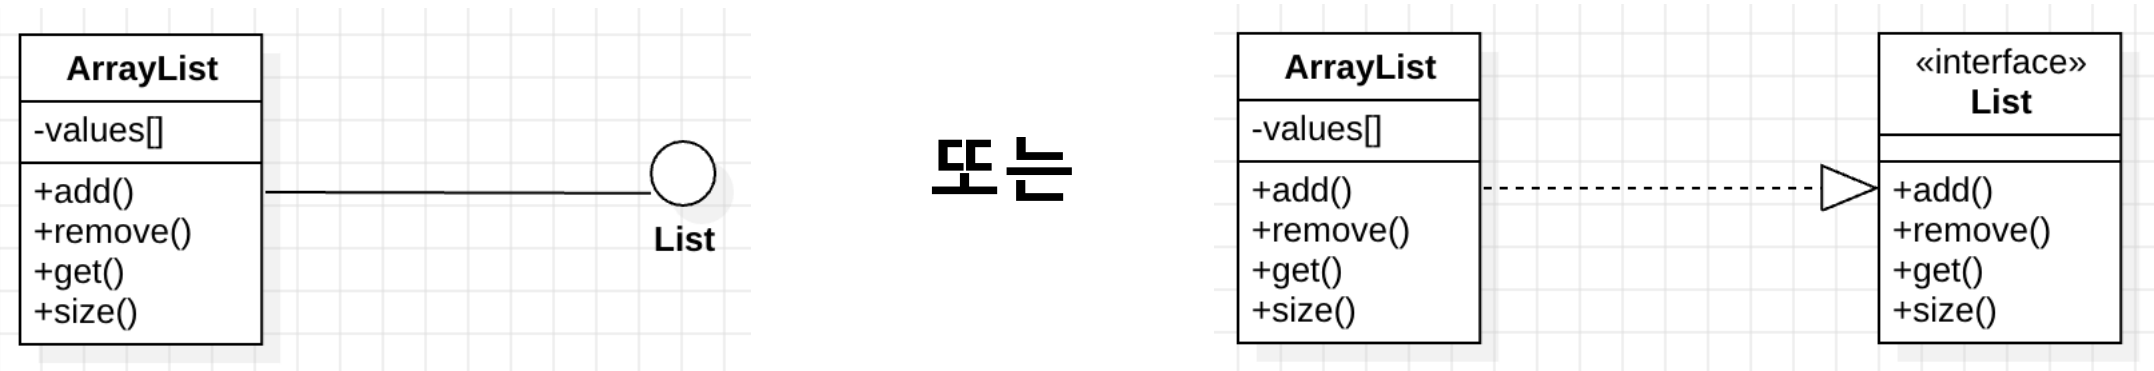 ArrayList
-values[]
+add()
+remove()
+get()
+size()
List
또는
ArrayList
-values[]
+add()
+remove()
+get()
+size()
«interface»
List
+add()
+remove()
+get()
+size()